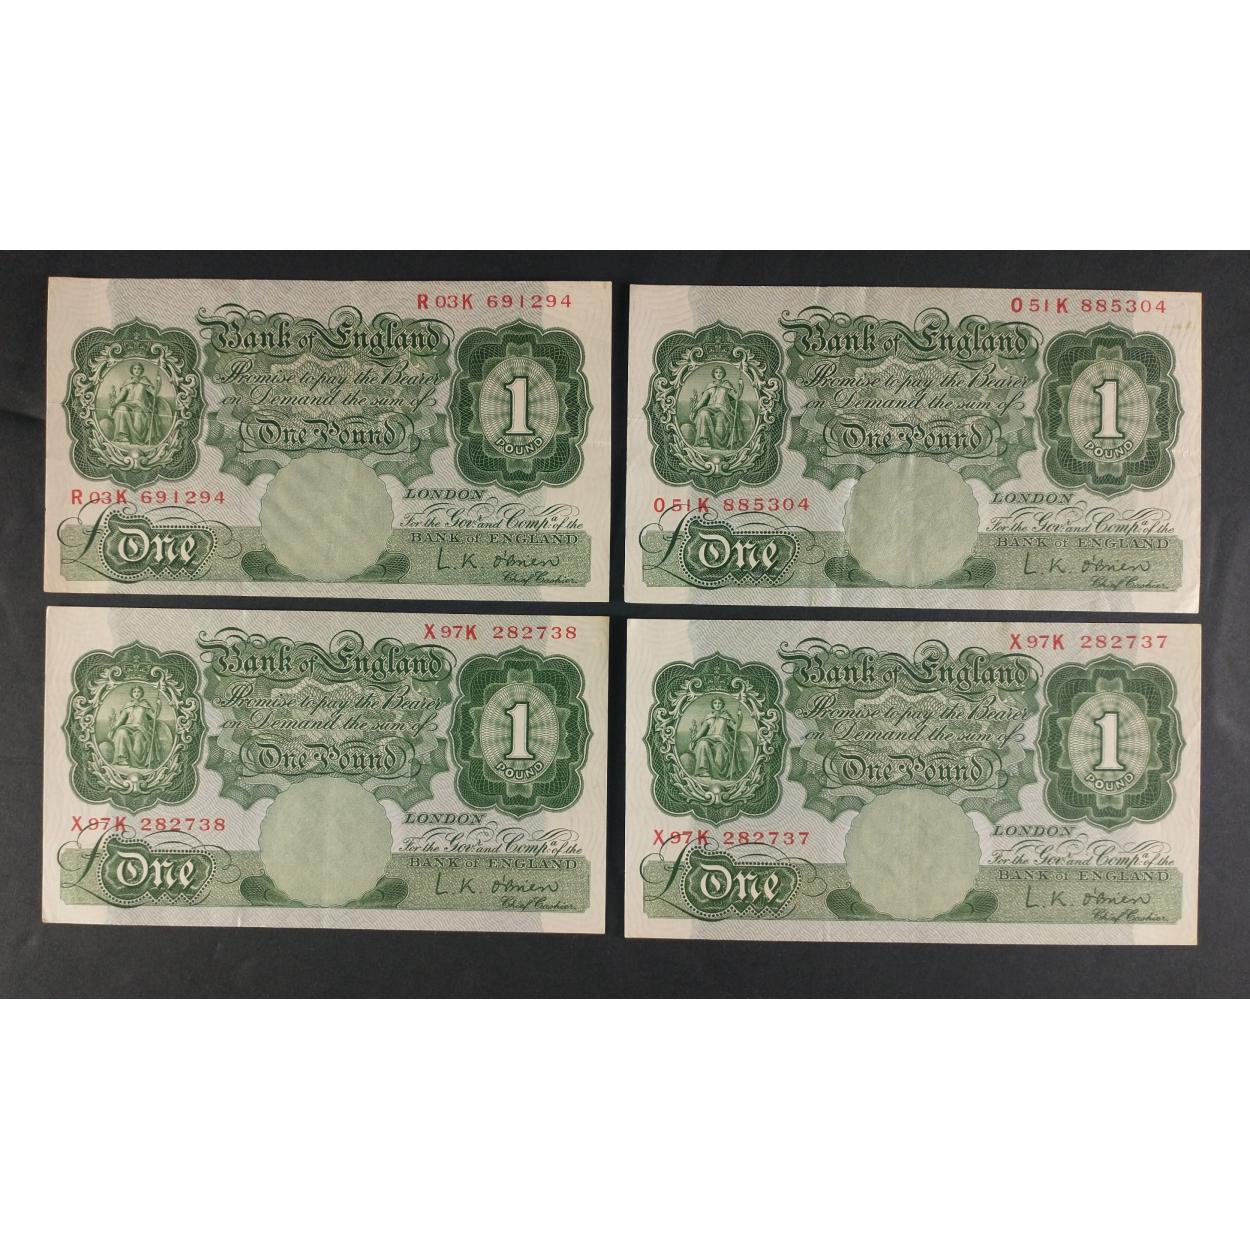 R03K 691294
Bank of England
Promise to pay the Bearer
on Demand the sum of
One Pound
1
POUND
R03K 691294
LONDON
For the Govr. and Compa. of the
BANK of ENGLAND
£One
L.K. O'Brien
Chief Cashier
O51K 885304
Bank of England
Promise to pay the Bearer
on Demand the sum of
One Pound
1
POUND
O51K 885304
LONDON
For the Govr. and Compa. of the
BANK of ENGLAND
£One
L.K. O'Brien
Chief Cashier
X97K 282738
Bank of England
Promise to pay the Bearer
on Demand the sum of
One Pound
1
POUND
X97K 282738
LONDON
For the Govr. and Compa. of the
BANK of ENGLAND
£One
L.K. O'Brien
Chief Cashier
X97K 282737
Bank of England
Promise to pay the Bearer
on Demand the sum of
One Pound
1
POUND
X97K 282737
LONDON
For the Govr. and Compa. of the
BANK of ENGLAND
£One
L.K. O'Brien
Chief Cashier